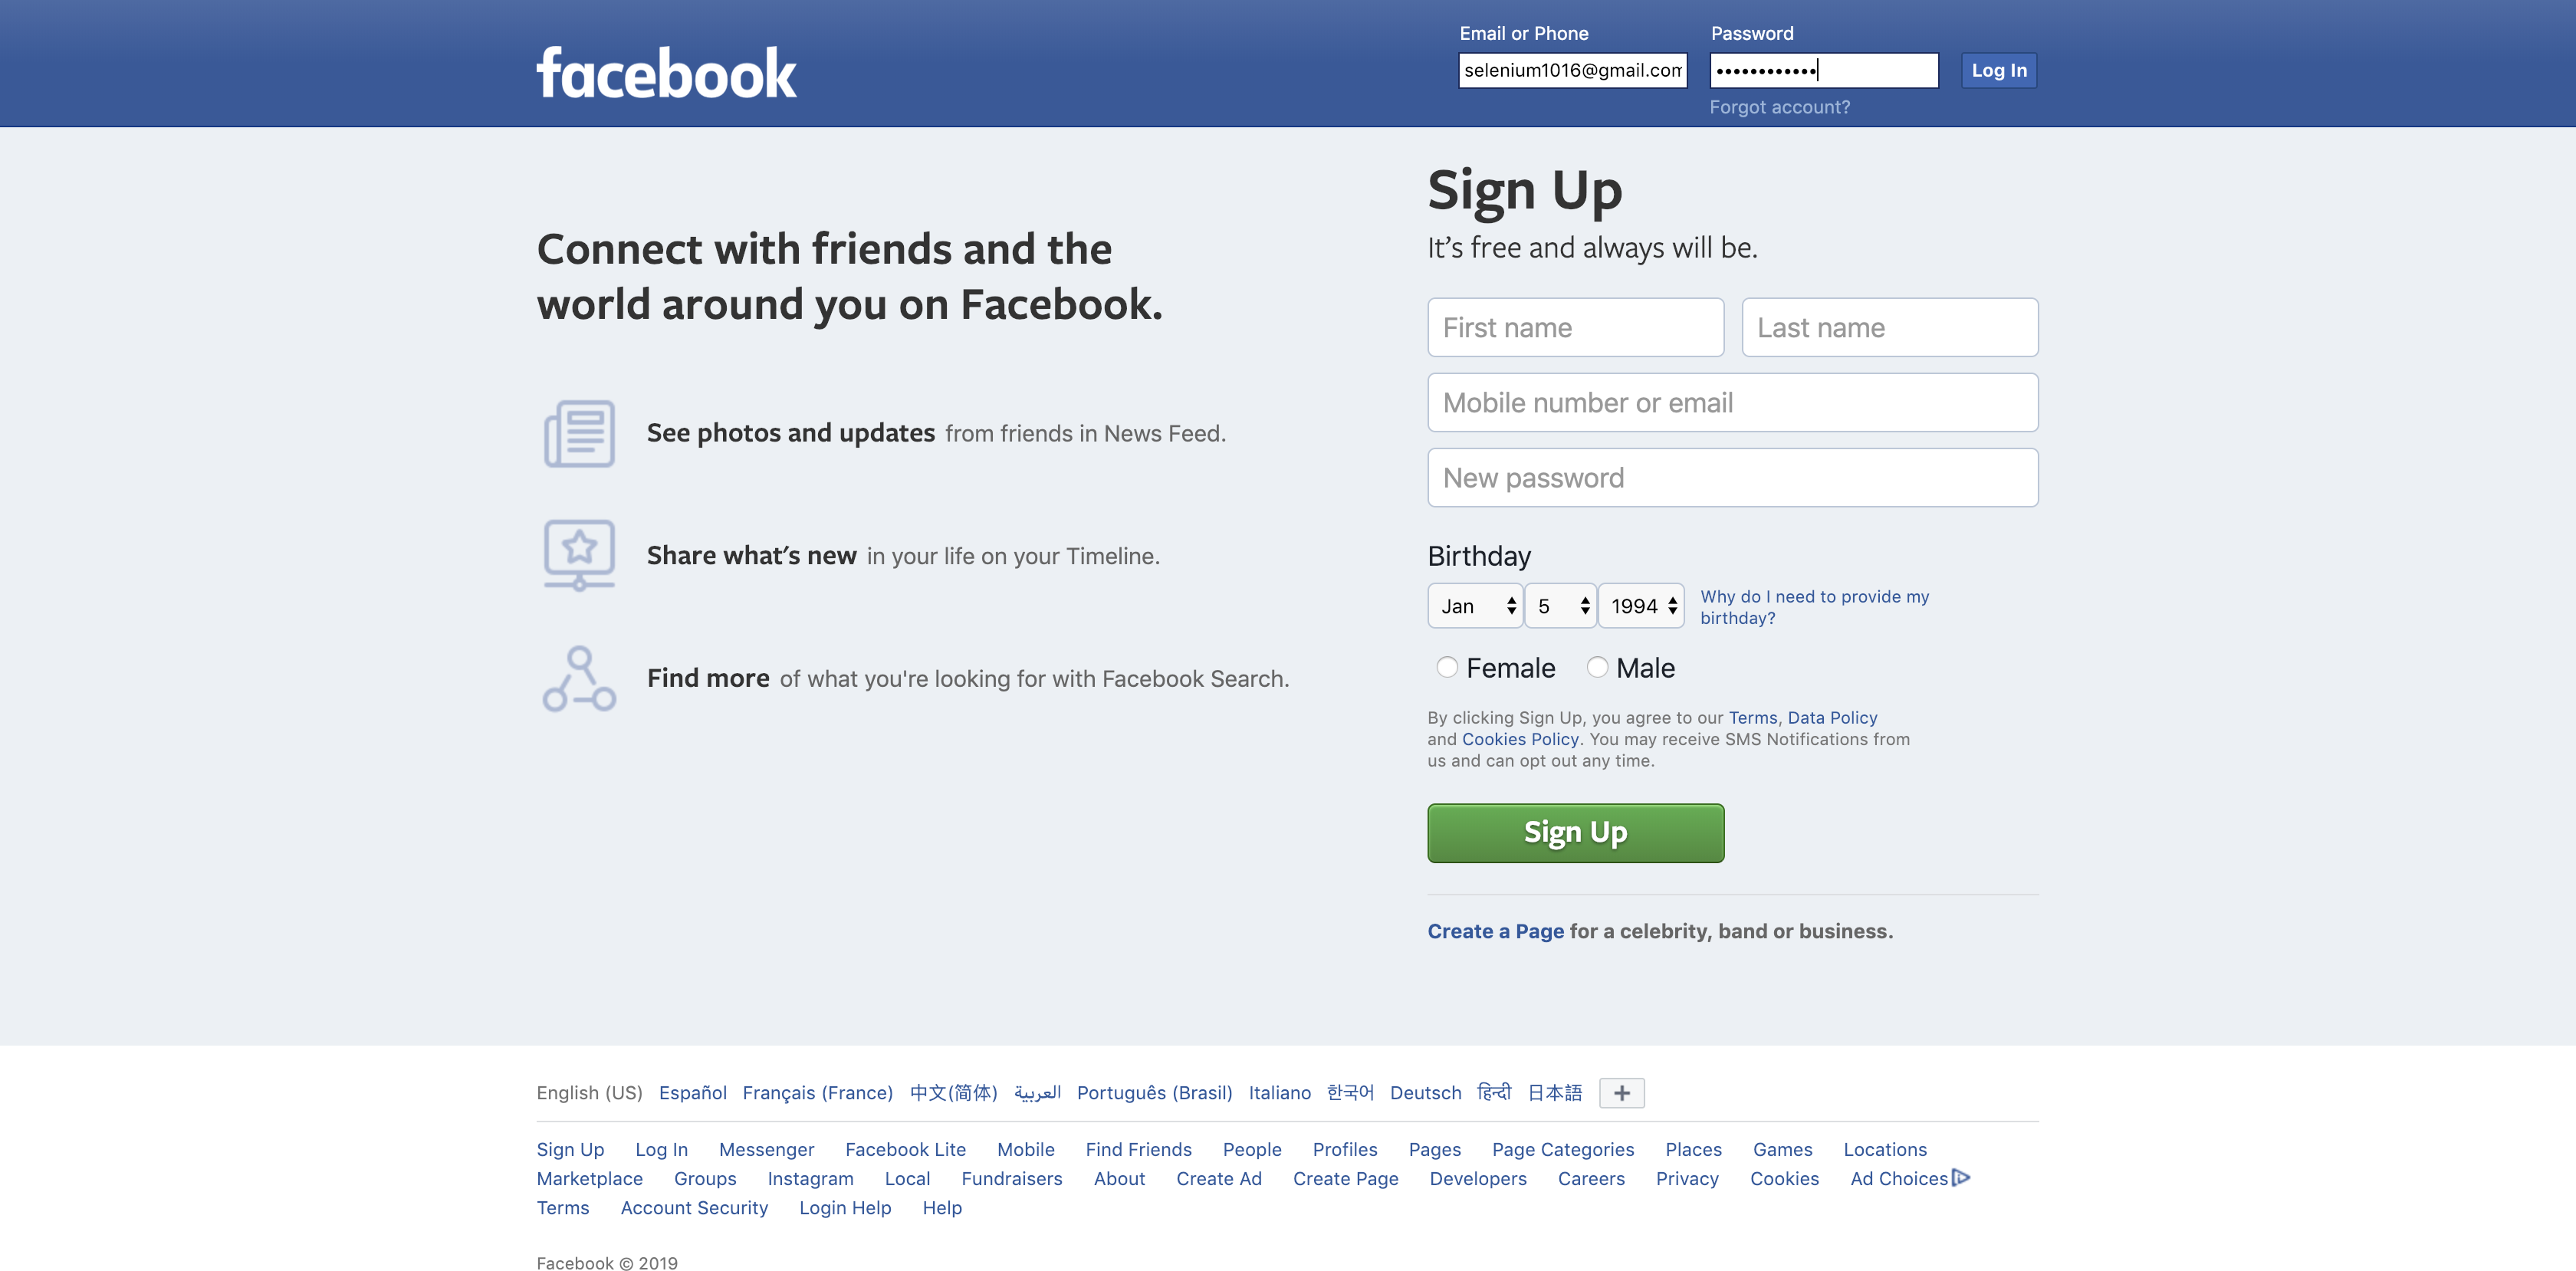 facebook
Email or Phone
Password
selenium1016@gmail.com
••••••••••••
Log In
Forgot account?
Connect with friends and the
world around you on Facebook.
See photos and updates from friends in News Feed.
Share what's new in your life on your Timeline.
Find more of what you're looking for with Facebook Search.
Sign Up
It's free and always will be.
First name
Last name
Mobile number or email
New password
Birthday
Jan 5 1994
Why do I need to provide my
birthday?
Female Male
By clicking Sign Up, you agree to our Terms, Data Policy
and Cookies Policy. You may receive SMS Notifications from
us and can opt out any time.
Sign Up
Create a Page for a celebrity, band or business.
English (US) Español Français (France) 中文(简体) العربية Português (Brasil) Italiano 한국어 Deutsch हिन्दी 日本語 +
Sign Up Log In Messenger Facebook Lite Mobile Find Friends People Profiles Pages Page Categories Places Games Locations
Marketplace Groups Instagram Local Fundraisers About Create Ad Create Page Developers Careers Privacy Cookies Ad Choices
Terms Account Security Login Help Help
Facebook © 2019